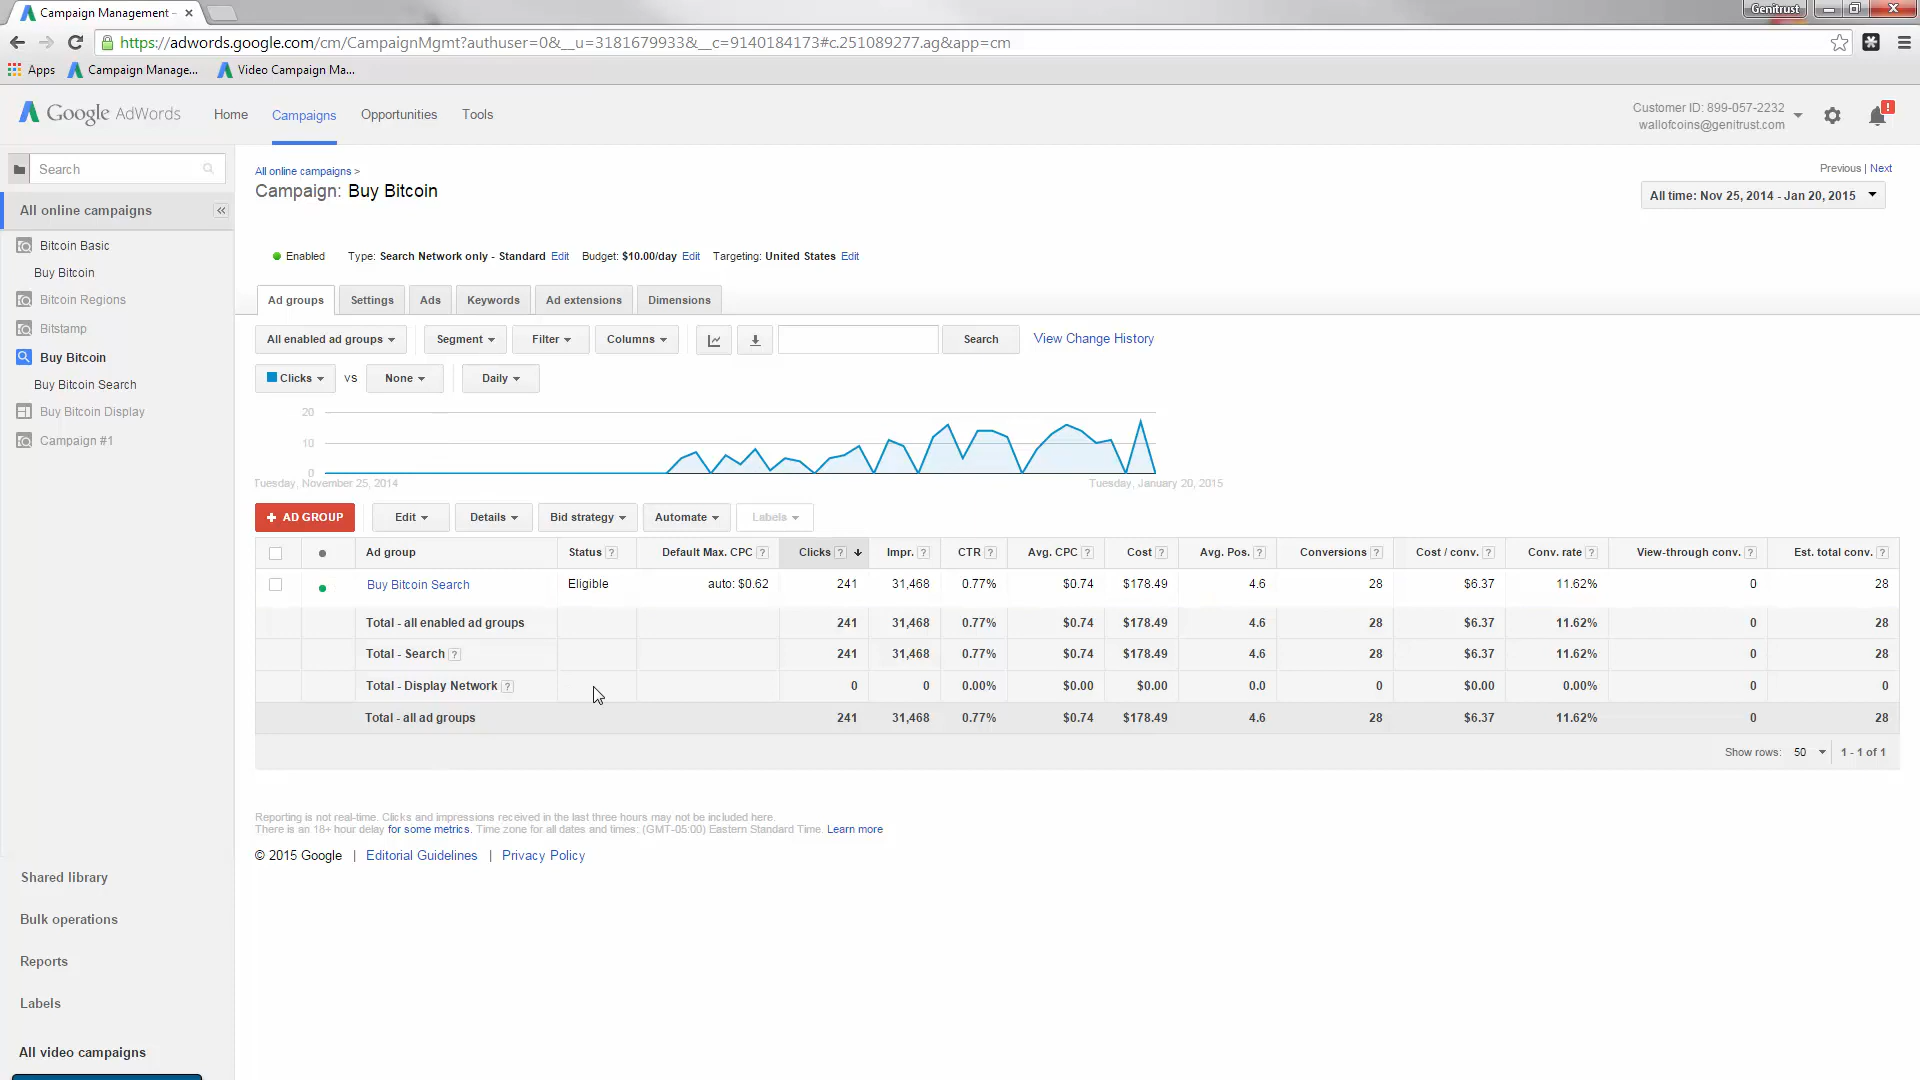 Campaign Management -
Genitrust
https://adwords.google.com/cm/CampaignMgmt?authuser=0&__u=3181679933&__c=9140184173#c.251089277.ag&app=cm
Apps Campaign Manage... Video Campaign Ma...
Google AdWords Home Campaigns Opportunities Tools
Customer ID: 899-057-2232
wallofcoins@genitrust.com
!
Search
All online campaigns «
Bitcoin Basic
Buy Bitcoin
Bitcoin Regions
Bitstamp
Buy Bitcoin
Buy Bitcoin Search
Buy Bitcoin Display
Campaign #1
Shared library
Bulk operations
Reports
Labels
All video campaigns
All online campaigns >
Campaign: Buy Bitcoin
Previous | Next
All time: Nov 25, 2014 - Jan 20, 2015
Enabled Type: Search Network only - Standard Edit Budget: $10.00/day Edit Targeting: United States Edit
Ad groups Settings Ads Keywords Ad extensions Dimensions
All enabled ad groups Segment Filter Columns Search View Change History
Clicks vs None Daily
20
10
0
Tuesday, November 25, 2014 Tuesday, January 20, 2015
+ AD GROUP Edit Details Bid strategy Automate Labels
Ad group Status ? Default Max. CPC ? Clicks ? Impr. ? CTR ? Avg. CPC ? Cost ? Avg. Pos. ? Conversions ? Cost / conv. ? Conv. rate ? View-through conv. ? Est. total conv. ?
Buy Bitcoin Search Eligible auto: $0.62 241 31,468 0.77% $0.74 $178.49 4.6 28 $6.37 11.62% 0 28
Total - all enabled ad groups 241 31,468 0.77% $0.74 $178.49 4.6 28 $6.37 11.62% 0 28
Total - Search ? 241 31,468 0.77% $0.74 $178.49 4.6 28 $6.37 11.62% 0 28
Total - Display Network ? 0 0 0.00% $0.00 $0.00 0.0 0 $0.00 0.00% 0 0
Total - all ad groups 241 31,468 0.77% $0.74 $178.49 4.6 28 $6.37 11.62% 0 28
Show rows: 50 1 - 1 of 1
Reporting is not real-time. Clicks and impressions received in the last three hours may not be included here.
There is an 18+ hour delay for some metrics. Time zone for all dates and times: (GMT-05:00) Eastern Standard Time. Learn more
© 2015 Google | Editorial Guidelines | Privacy Policy